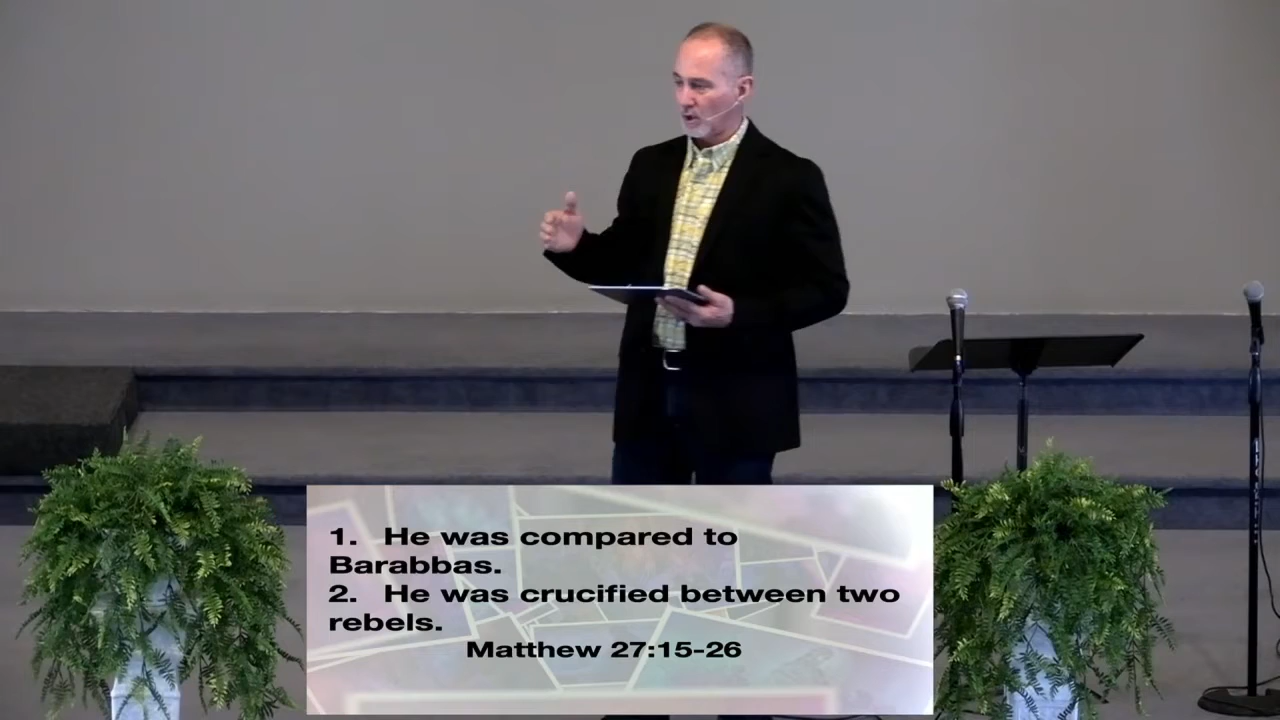 1. He was compared to
Barabbas.
2. He was crucified between two
rebels.
Matthew 27:15-26